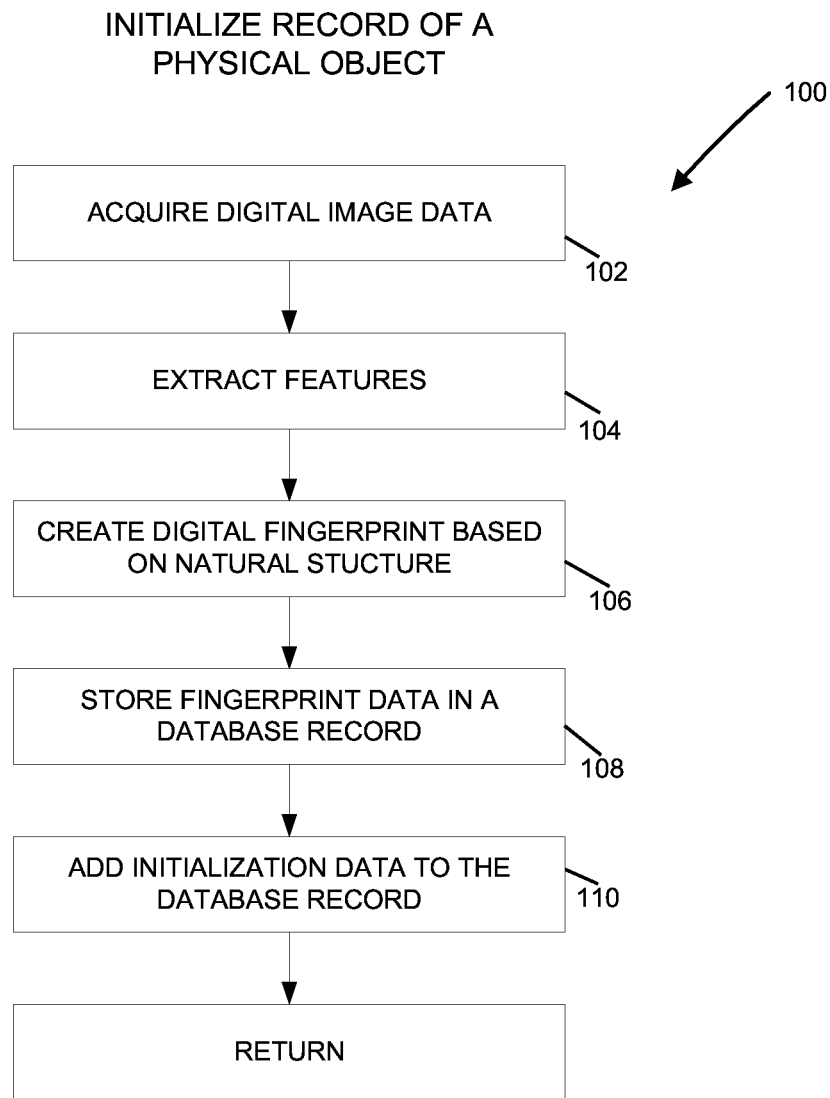 INITIALIZE RECORD OF A
PHYSICAL OBJECT
100
ACQUIRE DIGITAL IMAGE DATA
102
EXTRACT FEATURES
104
CREATE DIGITAL FINGERPRINT BASED
ON NATURAL STUCTURE
106
STORE FINGERPRINT DATA IN A
DATABASE RECORD
108
ADD INITIALIZATION DATA TO THE
DATABASE RECORD
110
RETURN